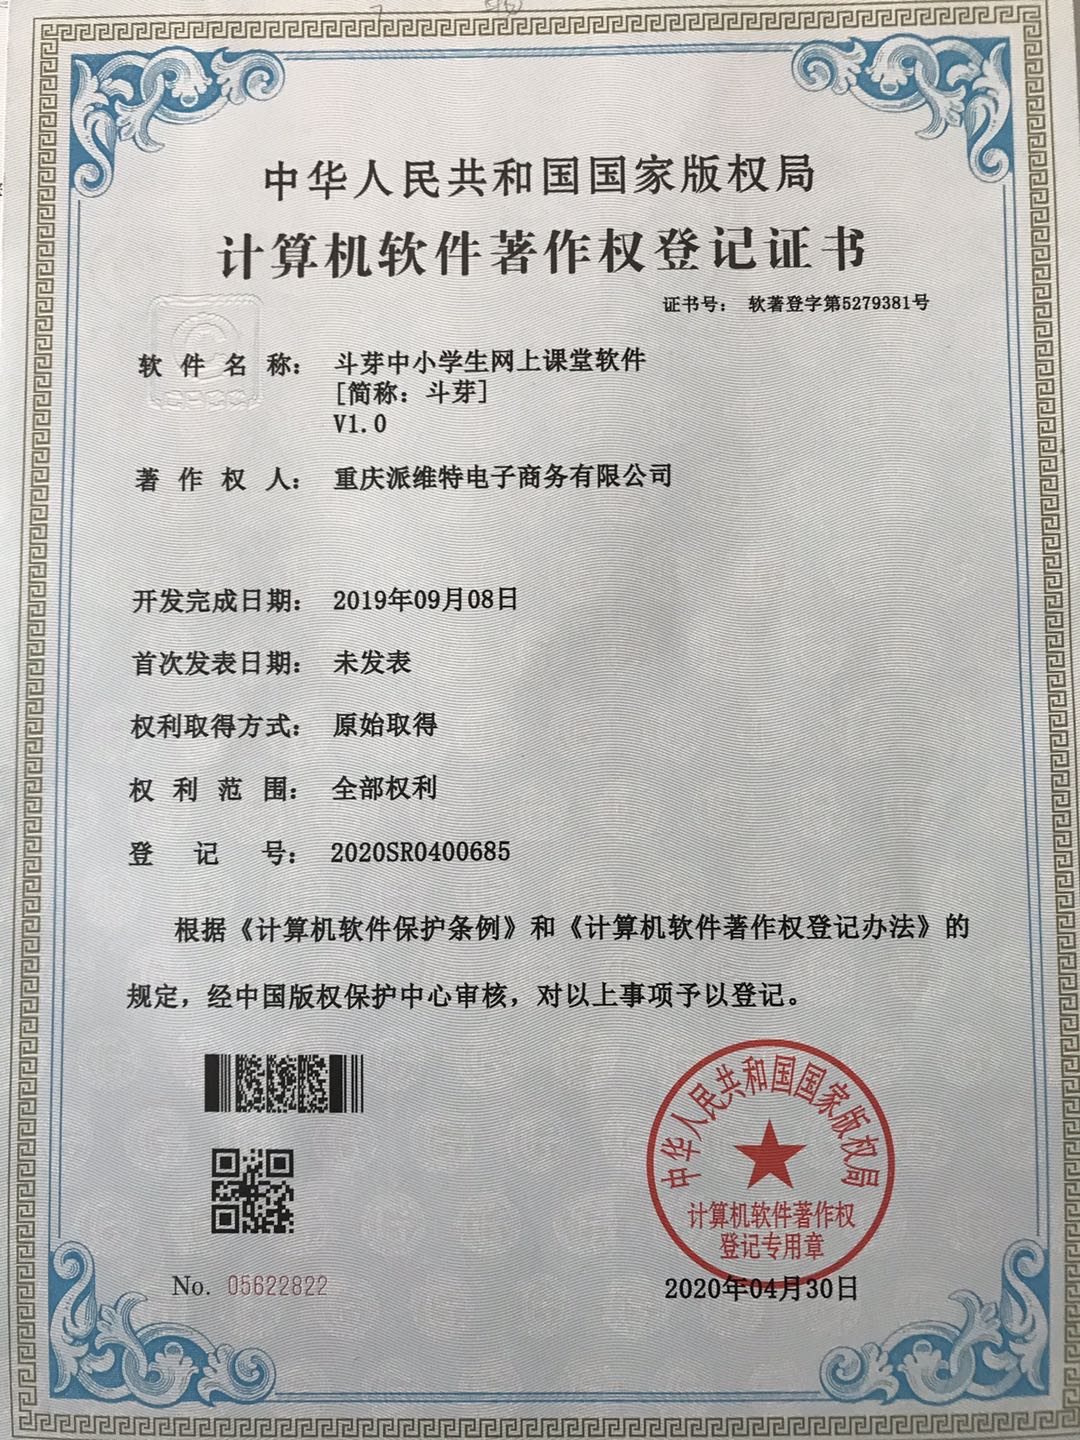 中华人民共和国国家版权局
计算机软件著作权登记证书
证书号： 软著登字第5279381号
软件名称： 斗芽中小学生网上课堂软件
[简称：斗芽]
V1.0
著作权人： 重庆派维特电子商务有限公司
开发完成日期： 2019年09月08日
首次发表日期： 未发表
权利取得方式： 原始取得
权利范围： 全部权利
登记号： 2020SR0400685
根据《计算机软件保护条例》和《计算机软件著作权登记办法》的
规定，经中国版权保护中心审核，对以上事项予以登记。
中华人民共和国国家版权局
计算机软件著作权
登记专用章
No. 05622822
2020年04月30日